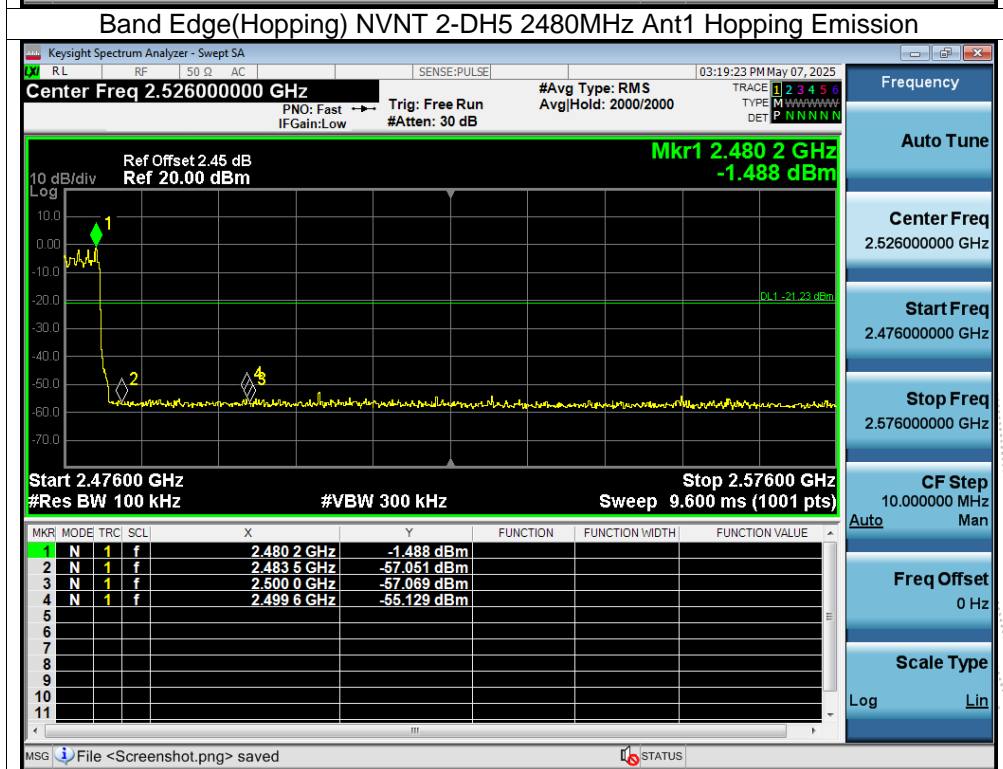 Band Edge(Hopping) NVNT 2-DH5 2480MHz Ant1 Hopping Emission
Keysight Spectrum Analyzer - Swept SA
LXI RL RF 50 Ω AC SENSE:PULSE 03:19:23 PM May 07, 2025
Center Freq 2.526000000 GHz #Avg Type: RMS TRACE 1 2 3 4 5 6
PNO: Fast Trig: Free Run Avg|Hold: 2000/2000 TYPE M WWWWW
IFGain:Low #Atten: 30 dB DET P N N N N N
Mkr1 2.480 2 GHz
Ref Offset 2.45 dB
10 dB/div Ref 20.00 dBm -1.488 dBm
Log
10.0
1
0.00
-10.0
-20.0
DL1 -21.23 dBm
-30.0
-40.0
-50.0
2
4
3
-60.0
-70.0
Start 2.47600 GHz Stop 2.57600 GHz
#Res BW 100 kHz #VBW 300 kHz Sweep 9.600 ms (1001 pts)
MKR MODE TRC SCL X Y FUNCTION FUNCTION WIDTH FUNCTION VALUE
1 N 1 f 2.480 2 GHz -1.488 dBm
2 N 1 f 2.483 5 GHz -57.051 dBm
3 N 1 f 2.500 0 GHz -57.069 dBm
4 N 1 f 2.499 6 GHz -55.129 dBm
5
6
7
8
9
10
11
MSG File <Screenshot.png> saved STATUS
Frequency
Auto Tune
Center Freq
2.526000000 GHz
Start Freq
2.476000000 GHz
Stop Freq
2.576000000 GHz
CF Step
10.000000 MHz
Auto Man
Freq Offset
0 Hz
Scale Type
Log Lin